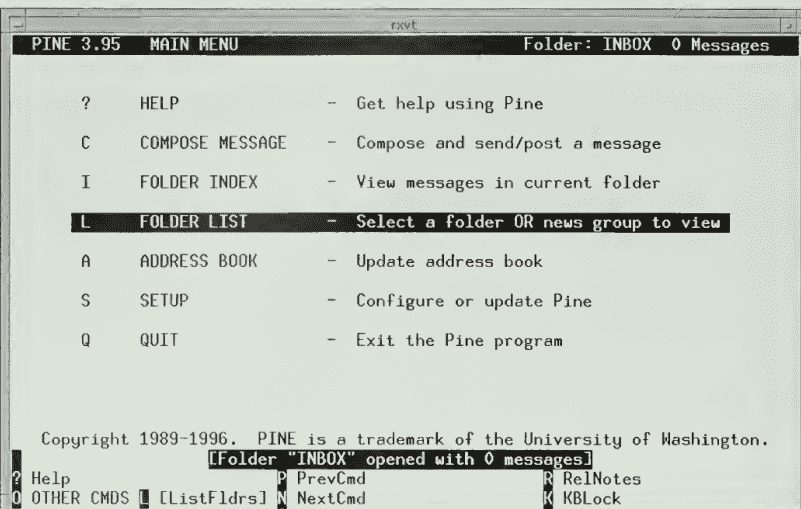 rxvt
PINE 3.95 MAIN MENU Folder: INBOX 0 Messages
? HELP - Get help using Pine
C COMPOSE MESSAGE - Compose and send/post a message
I FOLDER INDEX - View messages in current folder
L FOLDER LIST - Select a folder OR news group to view
A ADDRESS BOOK - Update address book
S SETUP - Configure or update Pine
Q QUIT - Exit the Pine program
Copyright 1989-1996. PINE is a trademark of the University of Washington.
[Folder "INBOX" opened with 0 messages]
? Help P PrevCmd R RelNotes
O OTHER CMDS L [ListFldrs] N NextCmd K KBLock